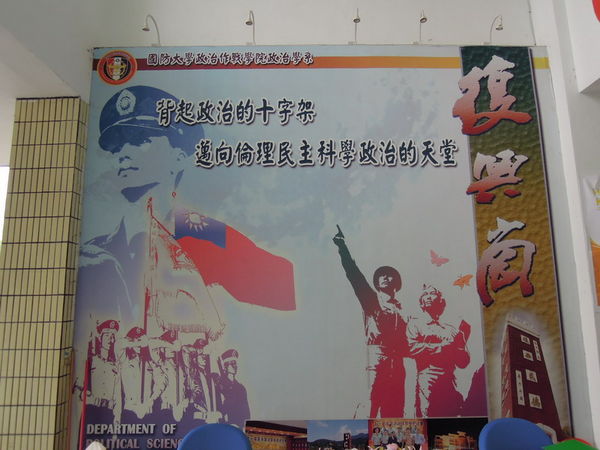 國防大學政治作戰學院政治學系
背起政治的十字架
邁向倫理民主科學政治的天堂
復興崗
DEPARTMENT OF
POLITICAL SCIENC